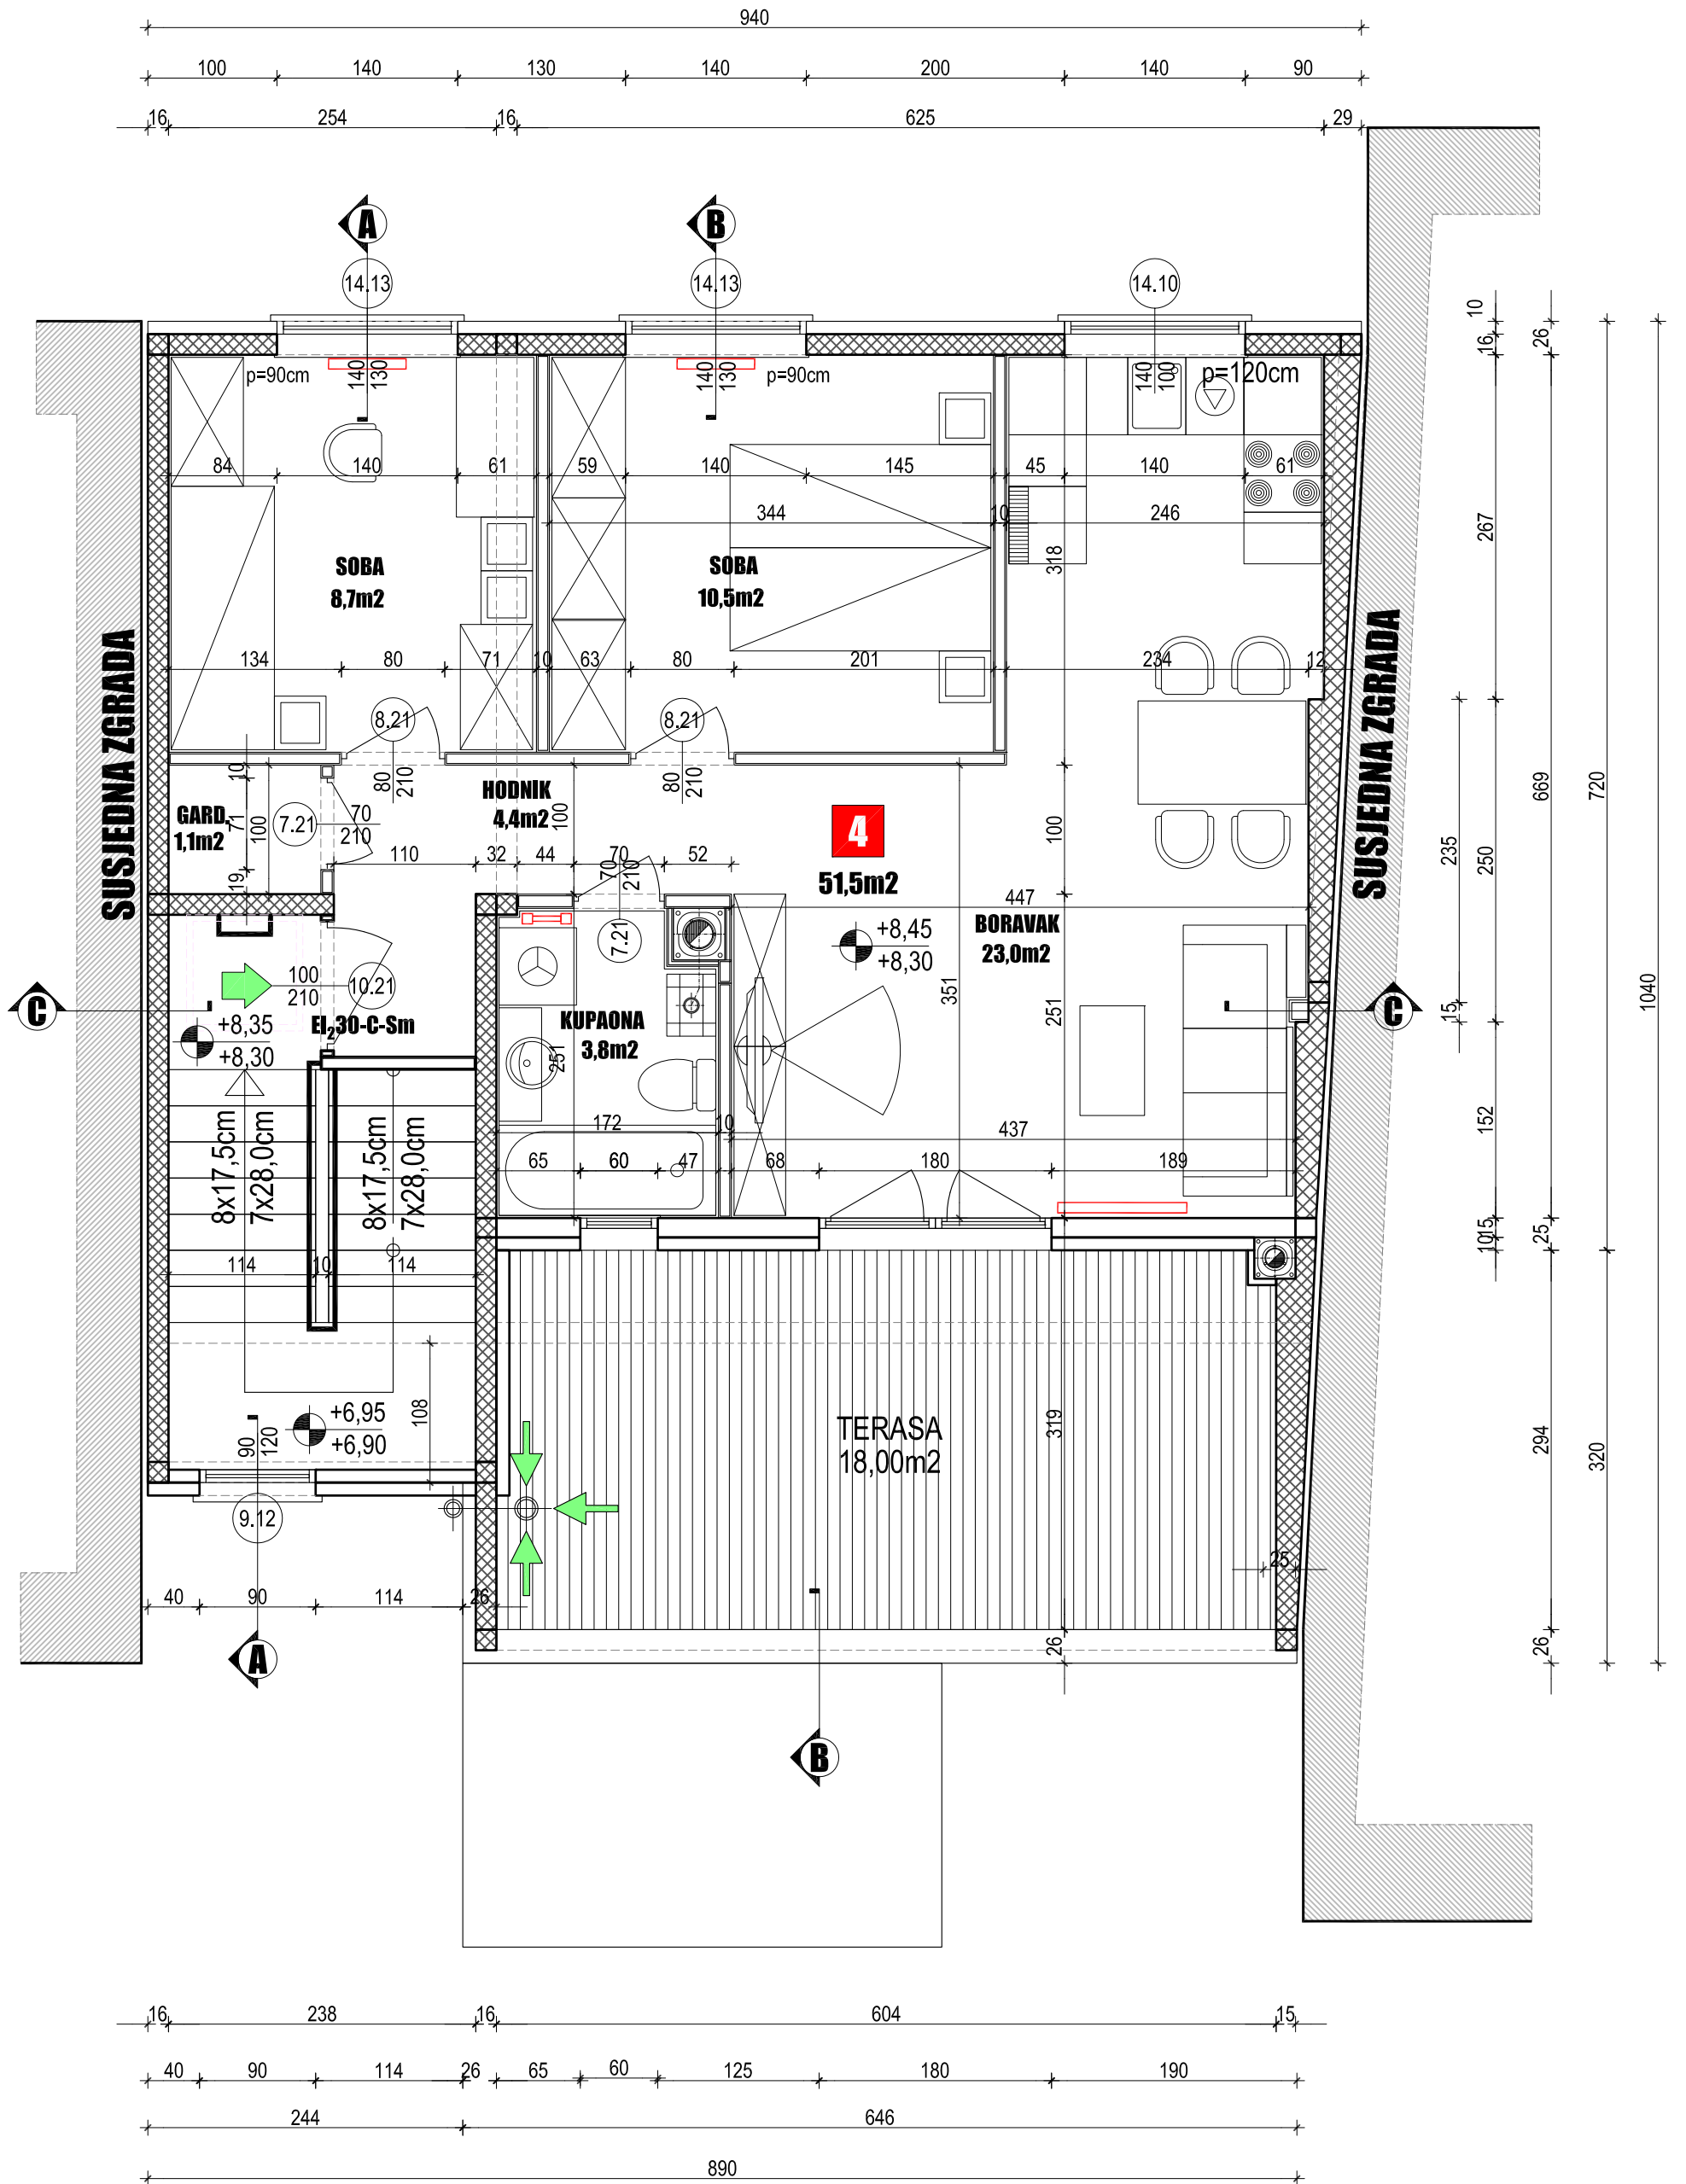 940
100 140 130 140 200 140 90
16 254 16 625 29
A B
14.13 14.13 14.10
10
16 26
p=90cm 140 130 140 130 p=90cm 140 100 p=120cm
84 140 61 59 140 145 45 140 61
344 10 246
267
318
SOBA
8,7m2
SOBA
10,5m2
SUSJEDNA ZGRADA
SUSJEDNA ZGRADA
134 80 71 10 63 80 201 234 12
8.21 8.21
80 210 80 210
10 71 19 100
GARD.
1,1m2
7.21 70
210
HODNIK
4,4m2
100
4
51,5m2
100
235 250 669 720 1040
110 32 44 70 52
70 210
447
BORAVAK
23,0m2
+8,45
+8,30
7.21
351 251
100
210
10.21
C C
+8,35
+8,30
EI₂30-C-Sm
KUPAONA
3,8m2
251
15
172 10 437
152
65 60 47 68 180 189
8x17,5cm
7x28,0cm
8x17,5cm
7x28,0cm
15 10 25
114 10 114
108
+6,95
+6,90
90 120
9.12
TERASA
18,00m2
319
294 320
25
40 90 114 26
26 26
A
B
16 238 16 604 15
40 90 114 26 65 60 125 180 190
244 646
890